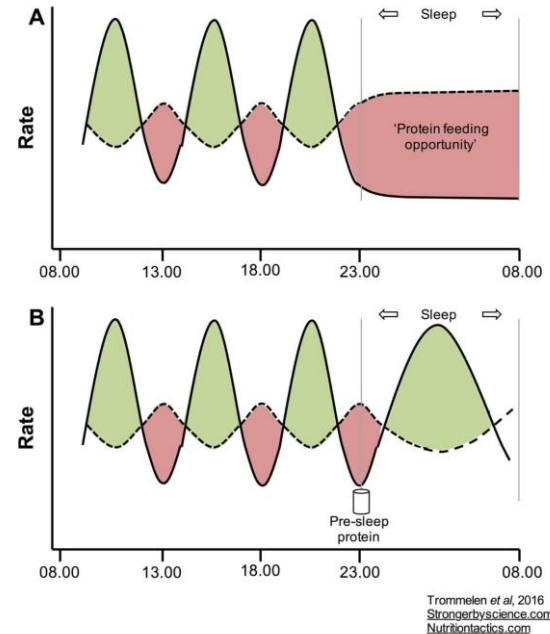 A
Sleep
Rate
'Protein feeding
opportunity'
08.00 13.00 18.00 23.00 08.00
B
Sleep
Rate
Pre-sleep
protein
08.00 13.00 18.00 23.00 08.00
Trommelen et al, 2016
Strongerbyscience.com
Nutritiontactics.com